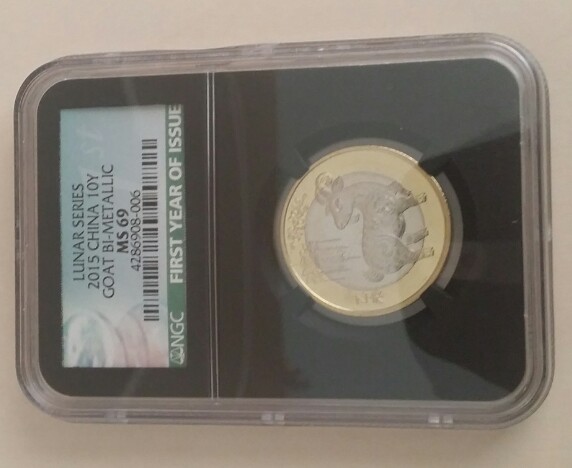 LUNAR SERIES
2015 CHINA 10Y
GOAT BI-METALLIC
MS 69
4286908-006
NGC FIRST YEAR OF ISSUE